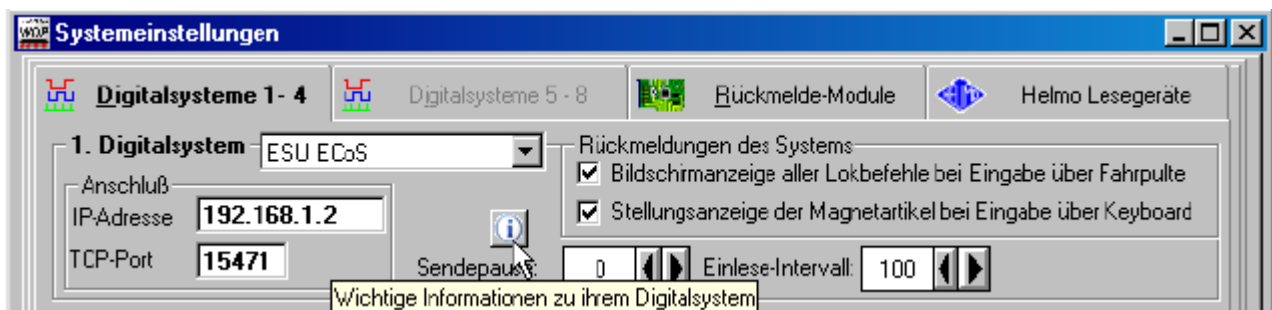 Systemeinstellungen
Digitalsysteme 1- 4 Digitalsysteme 5 - 8 Rückmelde-Module Helmo Lesegeräte
1. Digitalsystem ESU ECoS
Rückmeldungen des Systems
Bildschirmanzeige aller Lokbefehle bei Eingabe über Fahrpulte
Stellungsanzeige der Magnetartikel bei Eingabe über Keyboard
Anschluß
IP-Adresse 192.168.1.2
TCP-Port 15471
Sendepause: 0 Einlese-Intervall: 100
Wichtige Informationen zu ihrem Digitalsystem